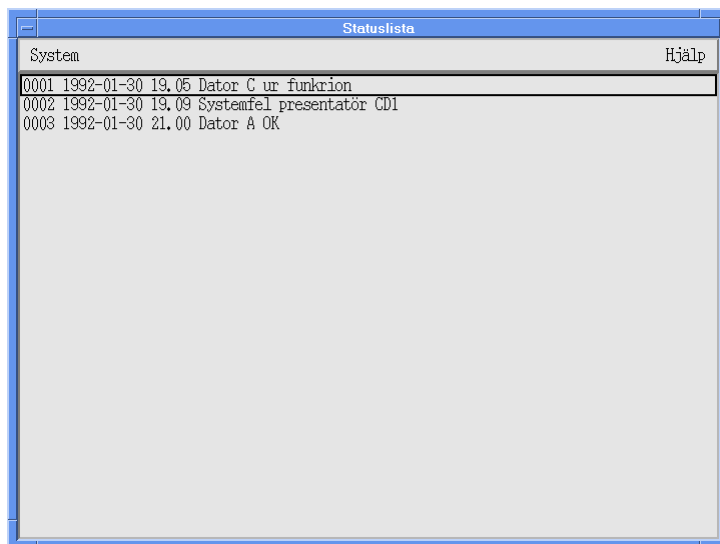 Statuslista
System Hjälp
0001 1992-01-30 19.05 Dator C ur funkrion
0002 1992-01-30 19.09 Systemfel presentatör CD1
0003 1992-01-30 21.00 Dator A OK